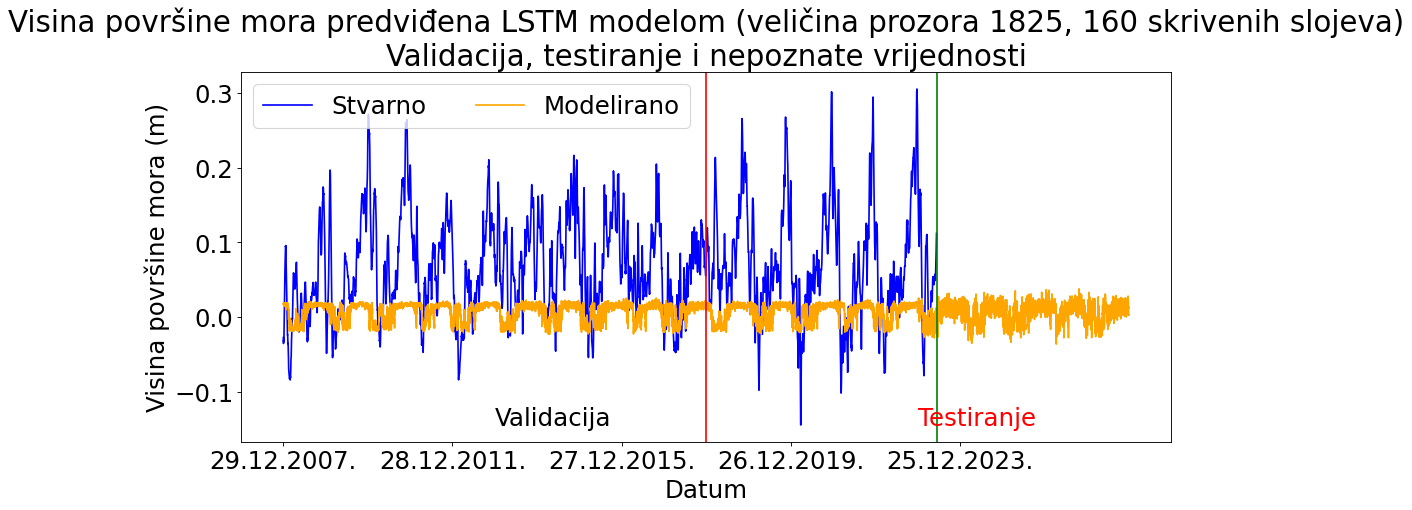 Visina površine mora predviđena LSTM modelom (veličina prozora 1825, 160 skrivenih slojeva)
Validacija, testiranje i nepoznate vrijednosti
Stvarno Modelirano
Visina površine mora (m)
0.3
0.2
0.1
0.0
−0.1
Validacija Testiranje
29.12.2007. 28.12.2011. 27.12.2015. 26.12.2019. 25.12.2023.
Datum